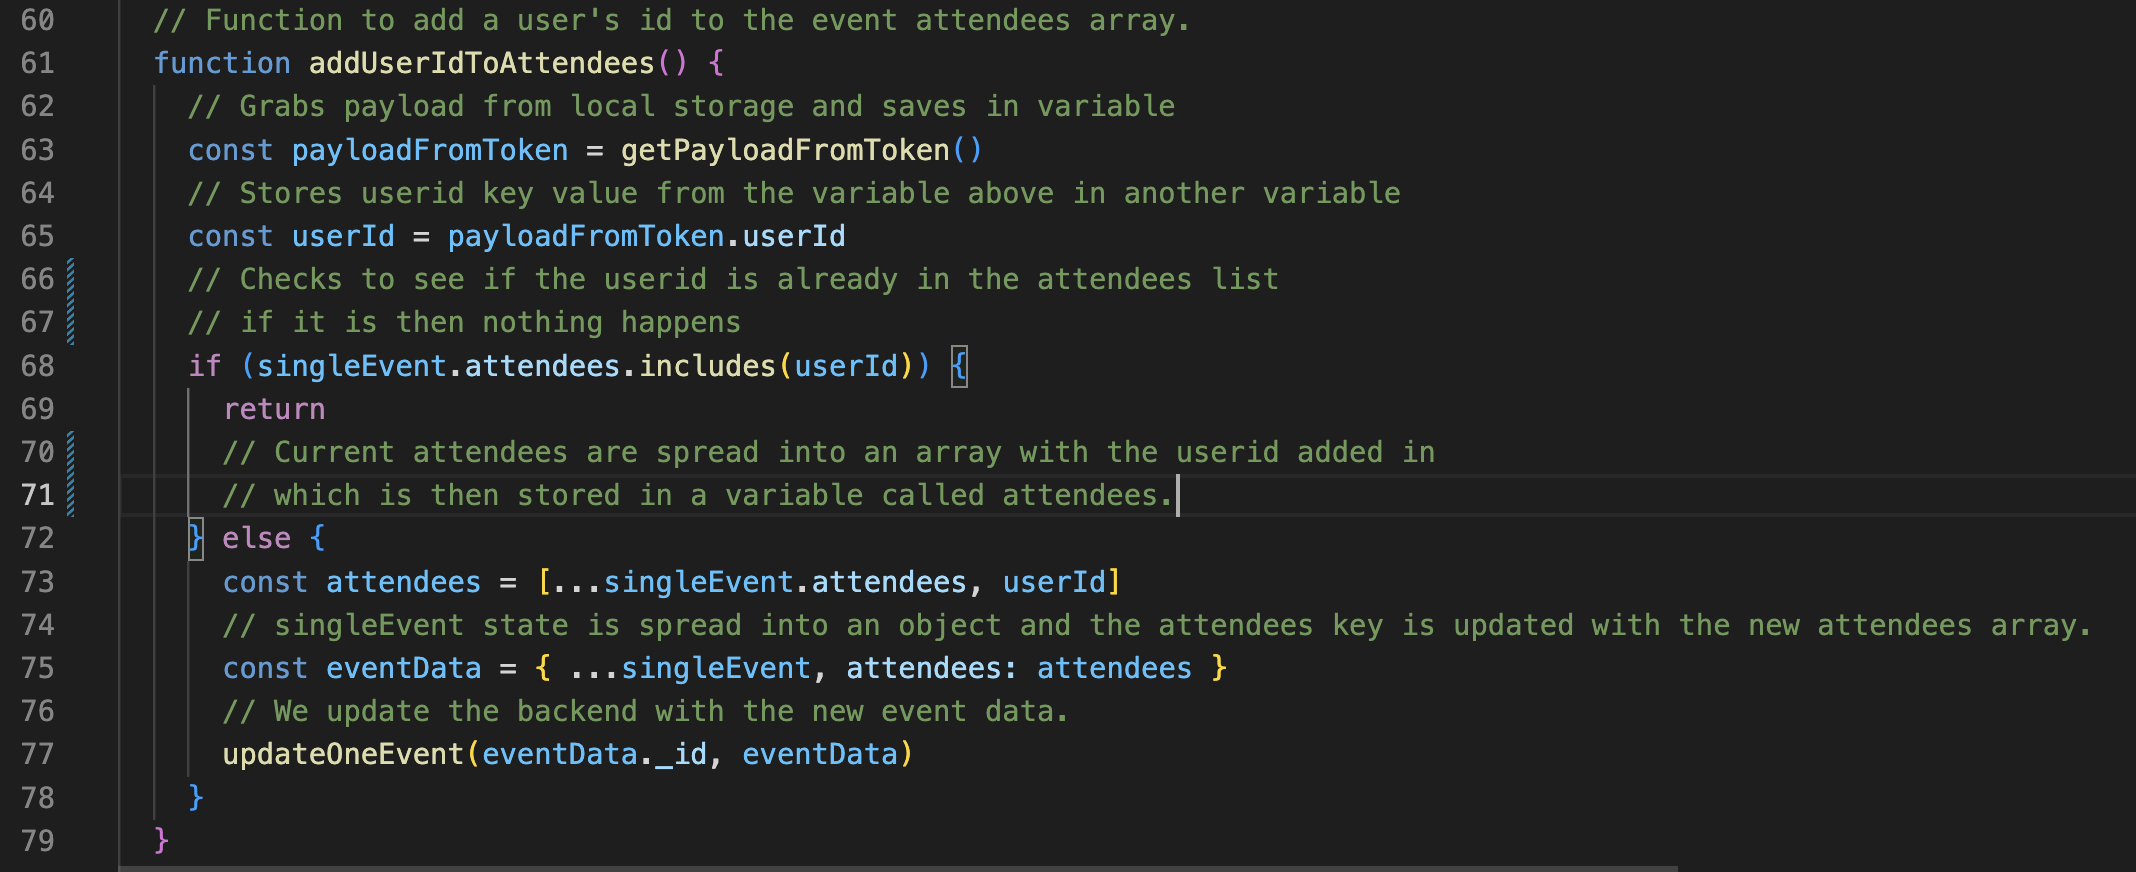 60 // Function to add a user's id to the event attendees array.
61 function addUserIdToAttendees() {
62 // Grabs payload from local storage and saves in variable
63 const payloadFromToken = getPayloadFromToken()
64 // Stores userid key value from the variable above in another variable
65 const userId = payloadFromToken.userId
66 // Checks to see if the userid is already in the attendees list
67 // if it is then nothing happens
68 if (singleEvent.attendees.includes(userId)) {
69 return
70 // Current attendees are spread into an array with the userid added in
71 // which is then stored in a variable called attendees.
72 } else {
73 const attendees = [...singleEvent.attendees, userId]
74 // singleEvent state is spread into an object and the attendees key is updated with the new attendees array.
75 const eventData = { ...singleEvent, attendees: attendees }
76 // We update the backend with the new event data.
77 updateOneEvent(eventData._id, eventData)
78 }
79 }